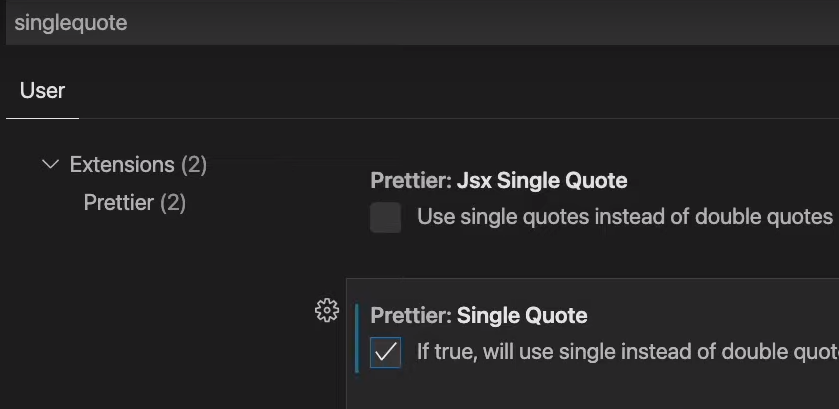 singlequote
User
Extensions (2)
Prettier (2)
Prettier: Jsx Single Quote
Use single quotes instead of double quotes
Prettier: Single Quote
If true, will use single instead of double quot